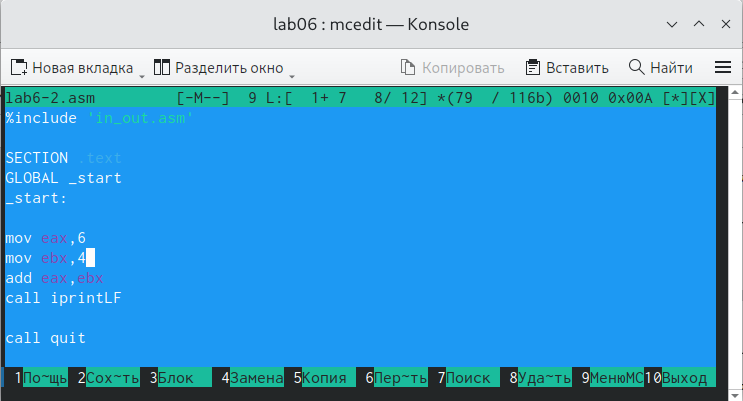 lab06 : mcedit — Konsole
Новая вкладка Разделить окно Копировать Вставить Найти
lab6-2.asm [-M--] 9 L:[ 1+ 7 8/ 12] *(79 / 116b) 0010 0x00A [*][X]
%include 'in_out.asm'
SECTION .text
GLOBAL _start
_start:
mov eax,6
mov ebx,4
add eax,ebx
call iprintLF
call quit
1По~щь 2Сох~ть 3Блок 4Замена 5Копия 6Пер~ть 7Поиск 8Уда~ть 9МенюМС 10Выход